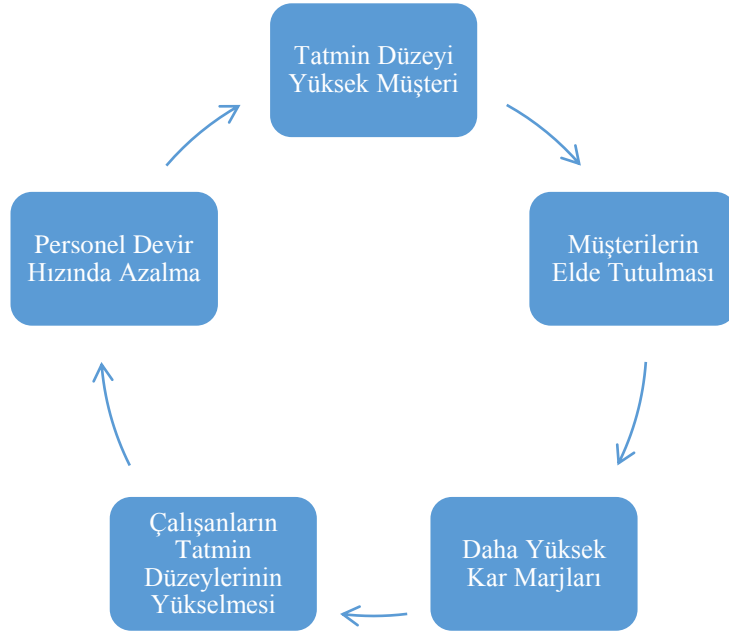 Tatmin Düzeyi
Yüksek Müşteri
Müşterilerin
Elde Tutulması
Daha Yüksek
Kar Marjları
Çalışanların
Tatmin
Düzeylerinin
Yükselmesi
Personel Devir
Hızında Azalma